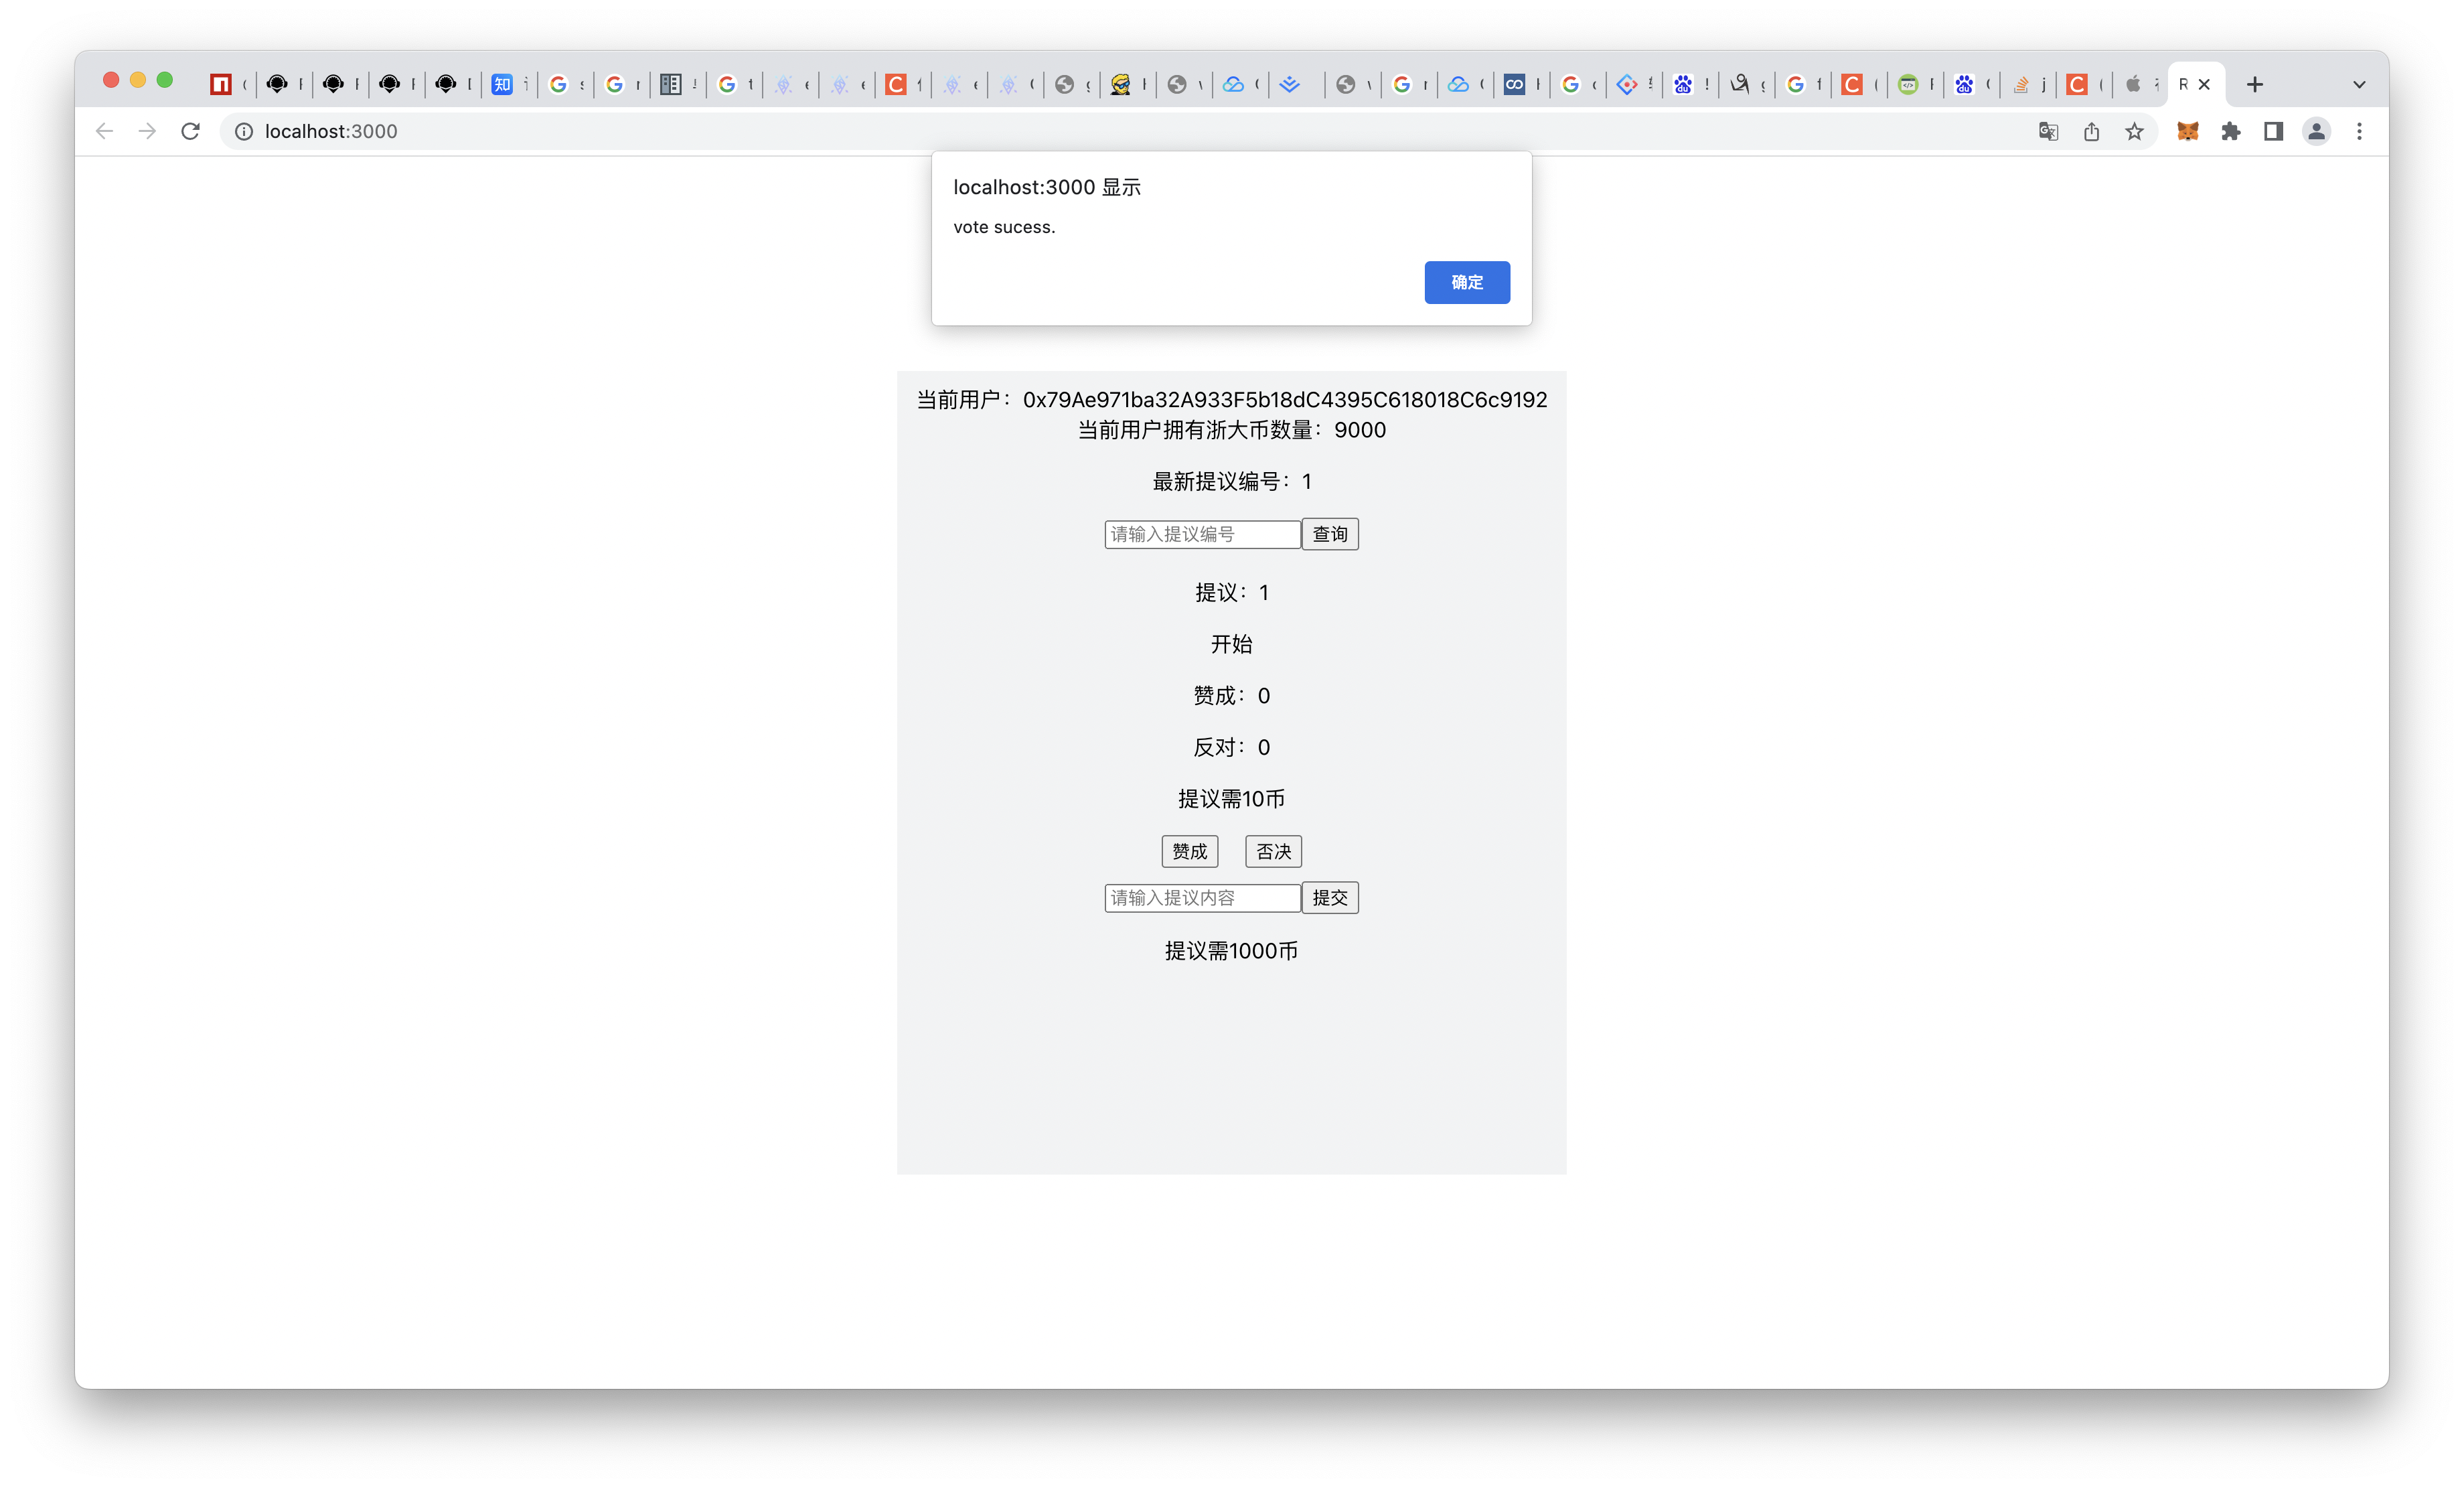 localhost:3000
localhost:3000 显示
vote sucess.
确定
当前用户：0x79Ae971ba32A933F5b18dC4395C618018C6c9192
当前用户拥有浙大币数量：9000
最新提议编号：1
请输入提议编号 查询
提议：1
开始
赞成：0
反对：0
提议需10币
赞成 否决
请输入提议内容 提交
提议需1000币